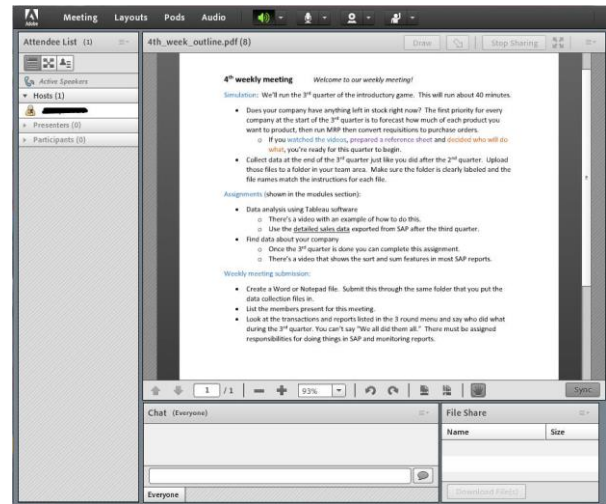 Adobe
Meeting Layouts Pods Audio
Attendee List (1)
Active Speakers
Hosts (1)
Presenters (0)
Participants (0)
4th_week_outline.pdf (8)
Draw
Stop Sharing
4th weekly meeting Welcome to our weekly meeting!
Simulation: We'll run the 3rd quarter of the introductory game. This will run about 40 minutes.
• Does your company have anything left in stock right now? The first priority for every
company at the start of the 3rd quarter is to forecast how much of each product you
want to product, then run MRP then convert requisitions to purchase orders.
o If you watched the videos, prepared a reference sheet and decided who will do
what, you're ready for this quarter to begin.
• Collect data at the end of the 3rd quarter just like you did after the 2nd quarter. Upload
those files to a folder in your team area. Make sure the folder is clearly labeled and the
file names match the instructions for each file.
Assignments (shown in the modules section):
• Data analysis using Tableau software
o There's a video with an example of how to do this.
o Use the detailed sales data exported from SAP after the third quarter.
• Find data about your company
o Once the 3rd quarter is done you can complete this assignment.
o There's a video that shows the sort and sum features in most SAP reports.
Weekly meeting submission:
• Create a Word or Notepad file. Submit this through the same folder that you put the
data collection files in.
• List the members present for this meeting.
• Look at the transactions and reports listed in the 3 round menu and say who did what
during the 3rd quarter. You can't say "We all did them all." There must be assigned
responsibilities for doing things in SAP and monitoring reports.
1 / 1 93% Sync
Chat (Everyone)
Everyone
File Share
Name Size
Download File(s)